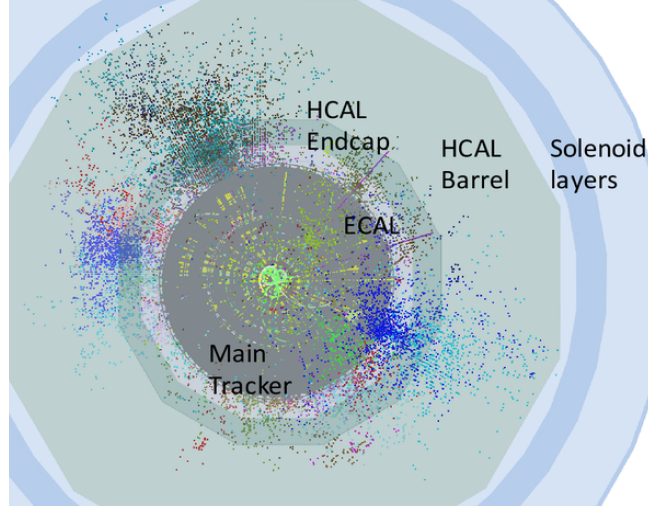 HCAL
Endcap
HCAL
Barrel
Solenoid
layers
ECAL
Main
Tracker